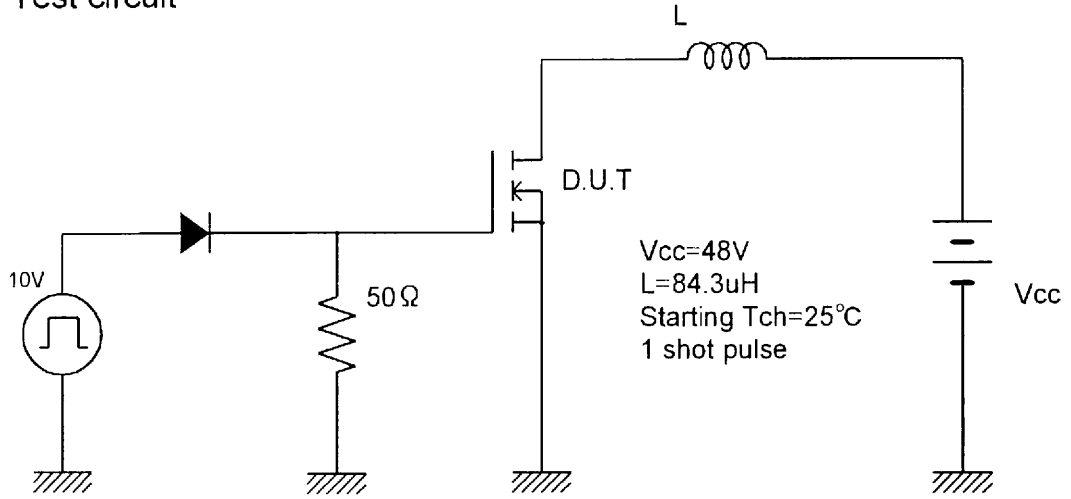 Test circuit
L
D.U.T
10V
50Ω
Vcc=48V
L=84.3uH
Starting Tch=25°C
1 shot pulse
Vcc